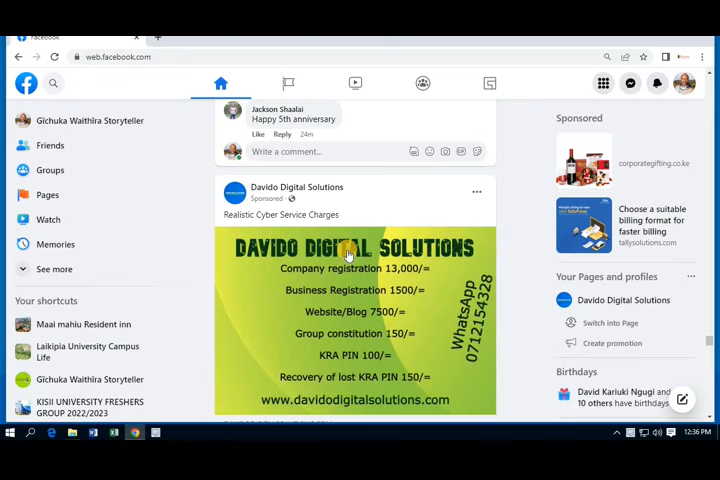 Facebook
web.facebook.com
Gĩchuka Waithĩra Storyteller
Friends
Groups
Pages
Watch
Memories
See more
Your shortcuts
Maai mahiu Resident inn
Laikipia University Campus
Life
Gĩchuka Waithĩra Storyteller
KISII UNIVERSITY FRESHERS
GROUP 2022/2023
Jackson Shaalai
Happy 5th anniversary
Like Reply 24m
Write a comment...
Davido Digital Solutions
Sponsored ·
Realistic Cyber Service Charges
DAVIDO DIGITAL SOLUTIONS
Company registration 13,000/=
Business Registration 1500/=
Website/Blog 7500/=
Group constitution 150/=
KRA PIN 100/=
Recovery of lost KRA PIN 150/=
www.davidodigitalsolutions.com
WhatsApp
0712154328
Sponsored
corporategifting.co.ke
Choose a suitable
billing format for
faster billing
tallysolutions.com
Your Pages and profiles
Davido Digital Solutions
Switch into Page
Create promotion
Birthdays
David Kariuki Ngugi and
10 others have birthdays
12:36 PM